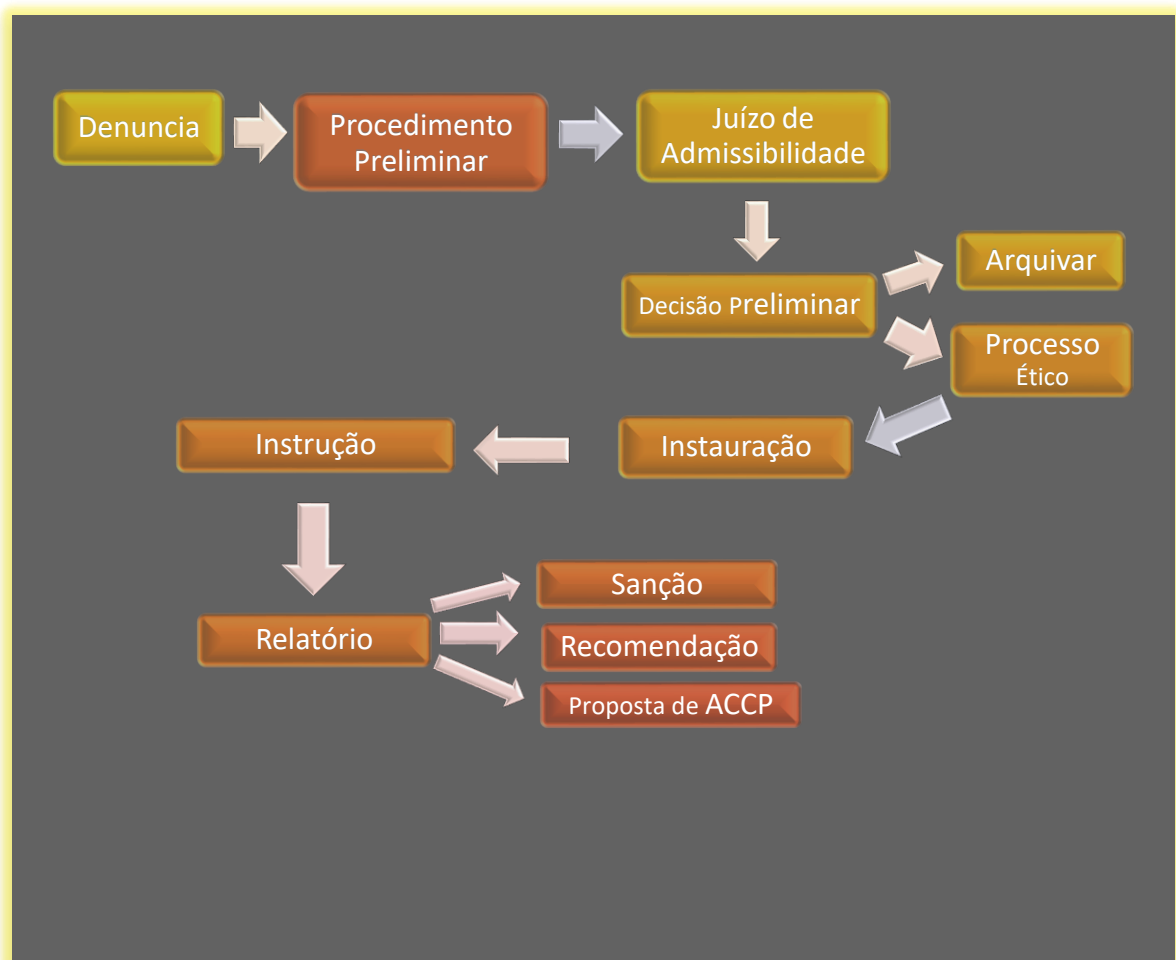 Denuncia
Procedimento
Preliminar
Juízo de
Admissibilidade
Decisão Preliminar
Arquivar
Processo
Ético
Instauração
Instrução
Relatório
Sanção
Recomendação
Proposta de ACCP